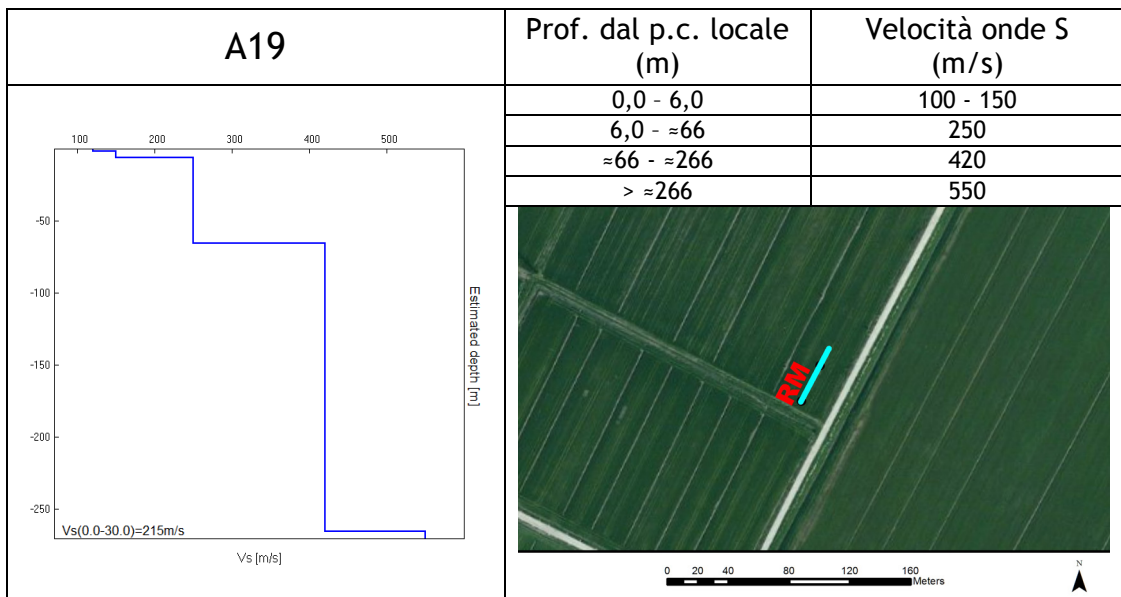 A19
Prof. dal p.c. locale
(m)
Velocità onde S
(m/s)
0,0 – 6,0
100 - 150
6,0 – ≈66
250
≈66 - ≈266
420
> ≈266
550
100 200 300 400 500
-50
-100
-150
-200
-250
Estimated depth [m]
Vs(0.0-30.0)=215m/s
Vs [m/s]
RM
0 20 40 80 120 160
Meters
N